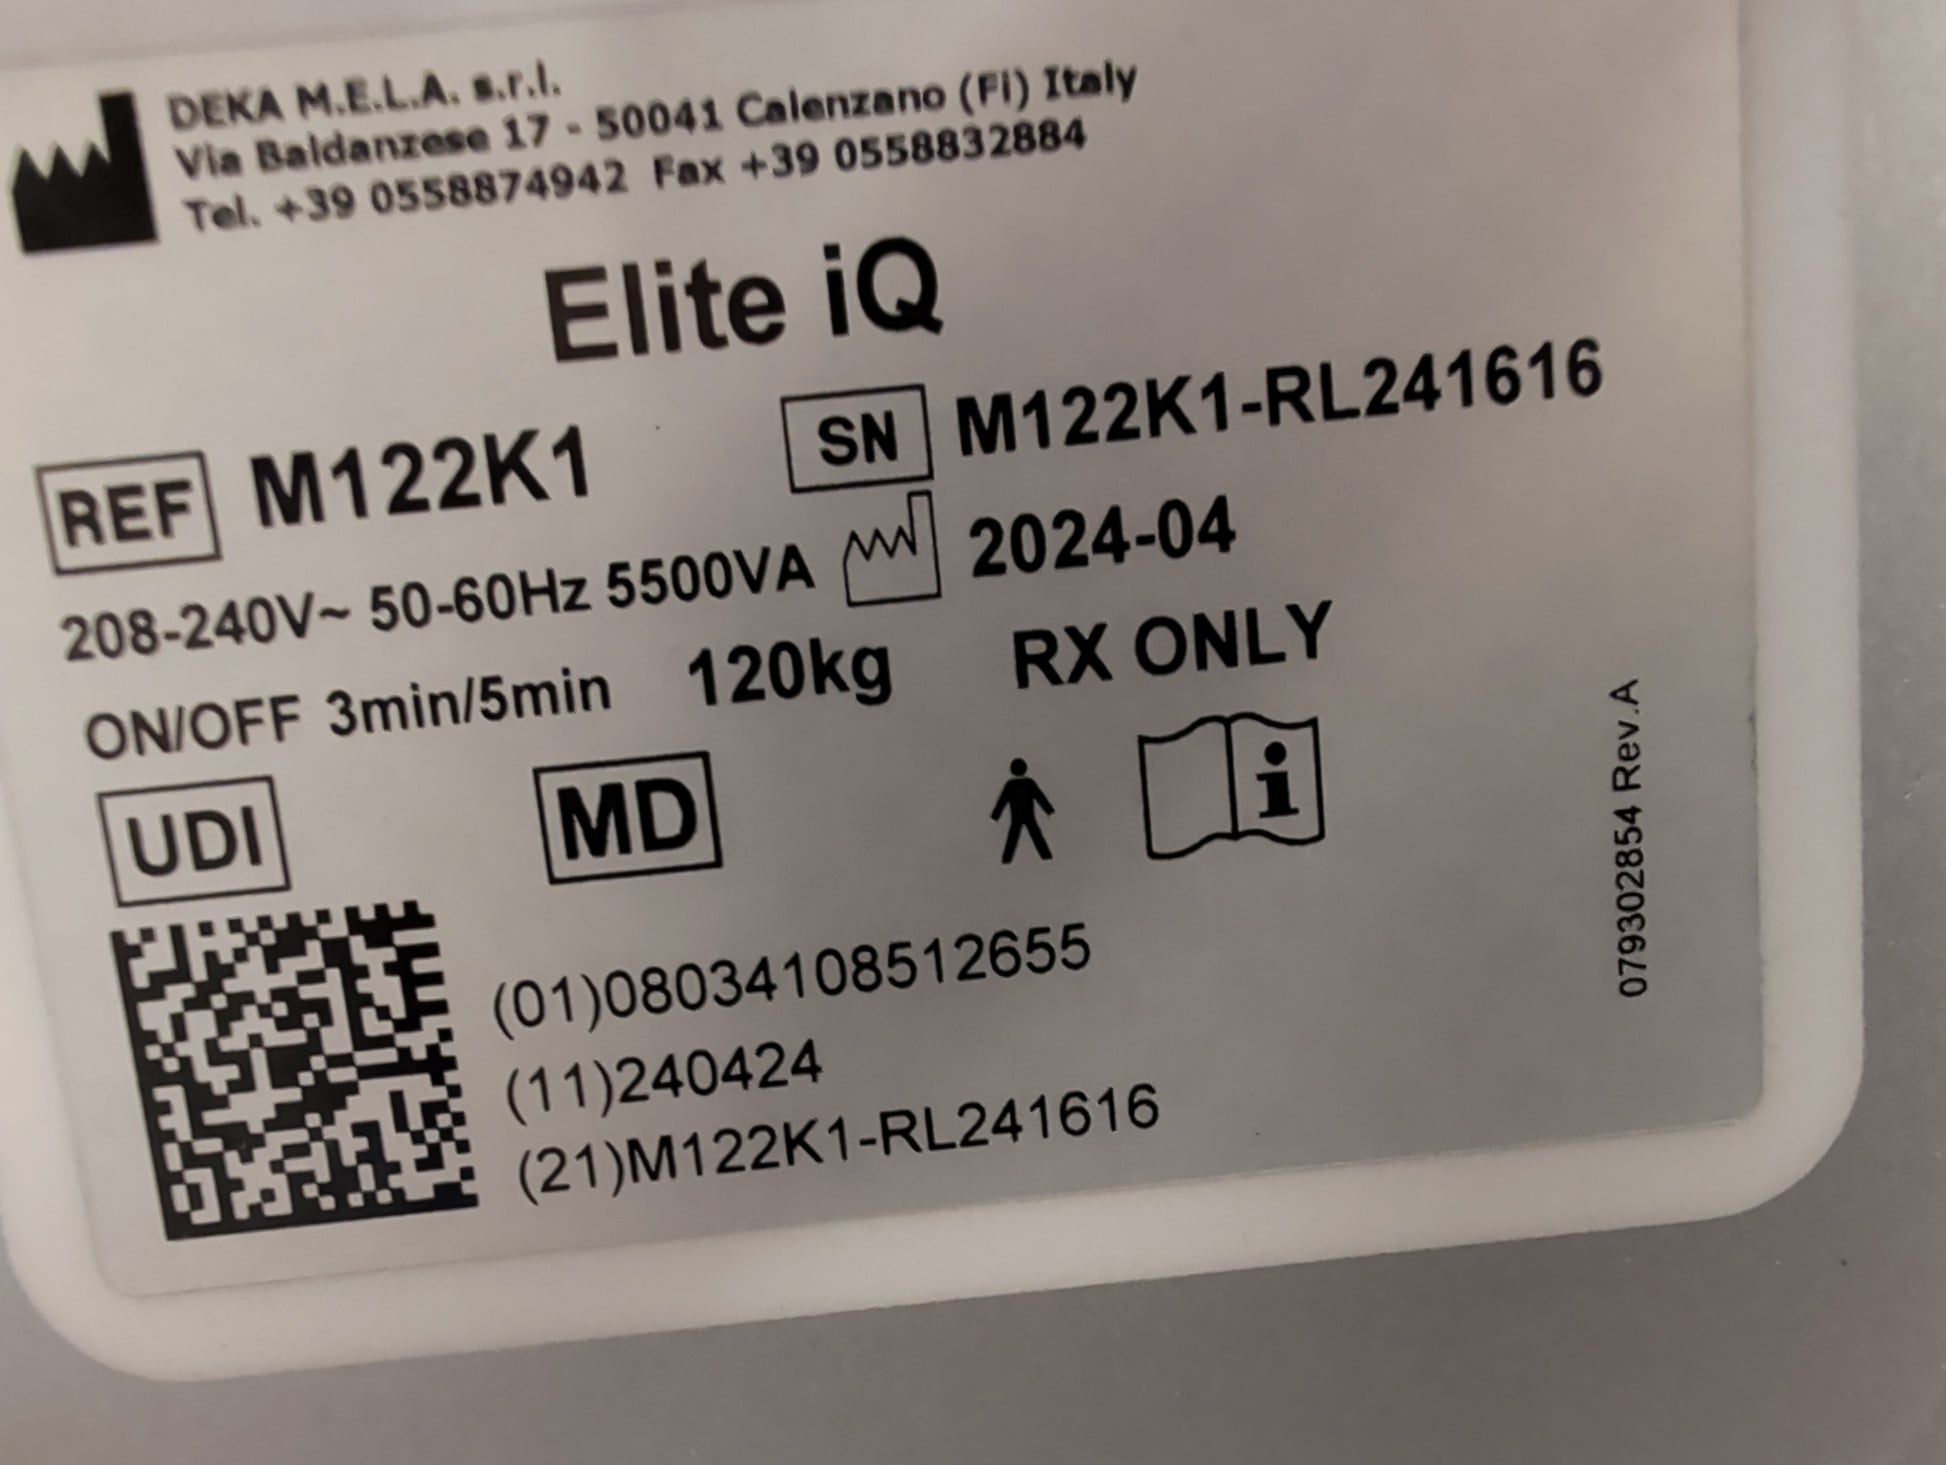 DEKA M.E.L.A. s.r.l.
Via Baldanzese 17 - 50041 Calenzano (FI) Italy
Tel. +39 0558874942 Fax +39 0558832884
Elite iQ
REF M122K1 SN M122K1-RL241616
208-240V~ 50-60Hz 5500VA 2024-04
ON/OFF 3min/5min 120kg RX ONLY
UDI MD i
(01)08034108512655
(11)240424
(21)M122K1-RL241616
079302854 Rev.A